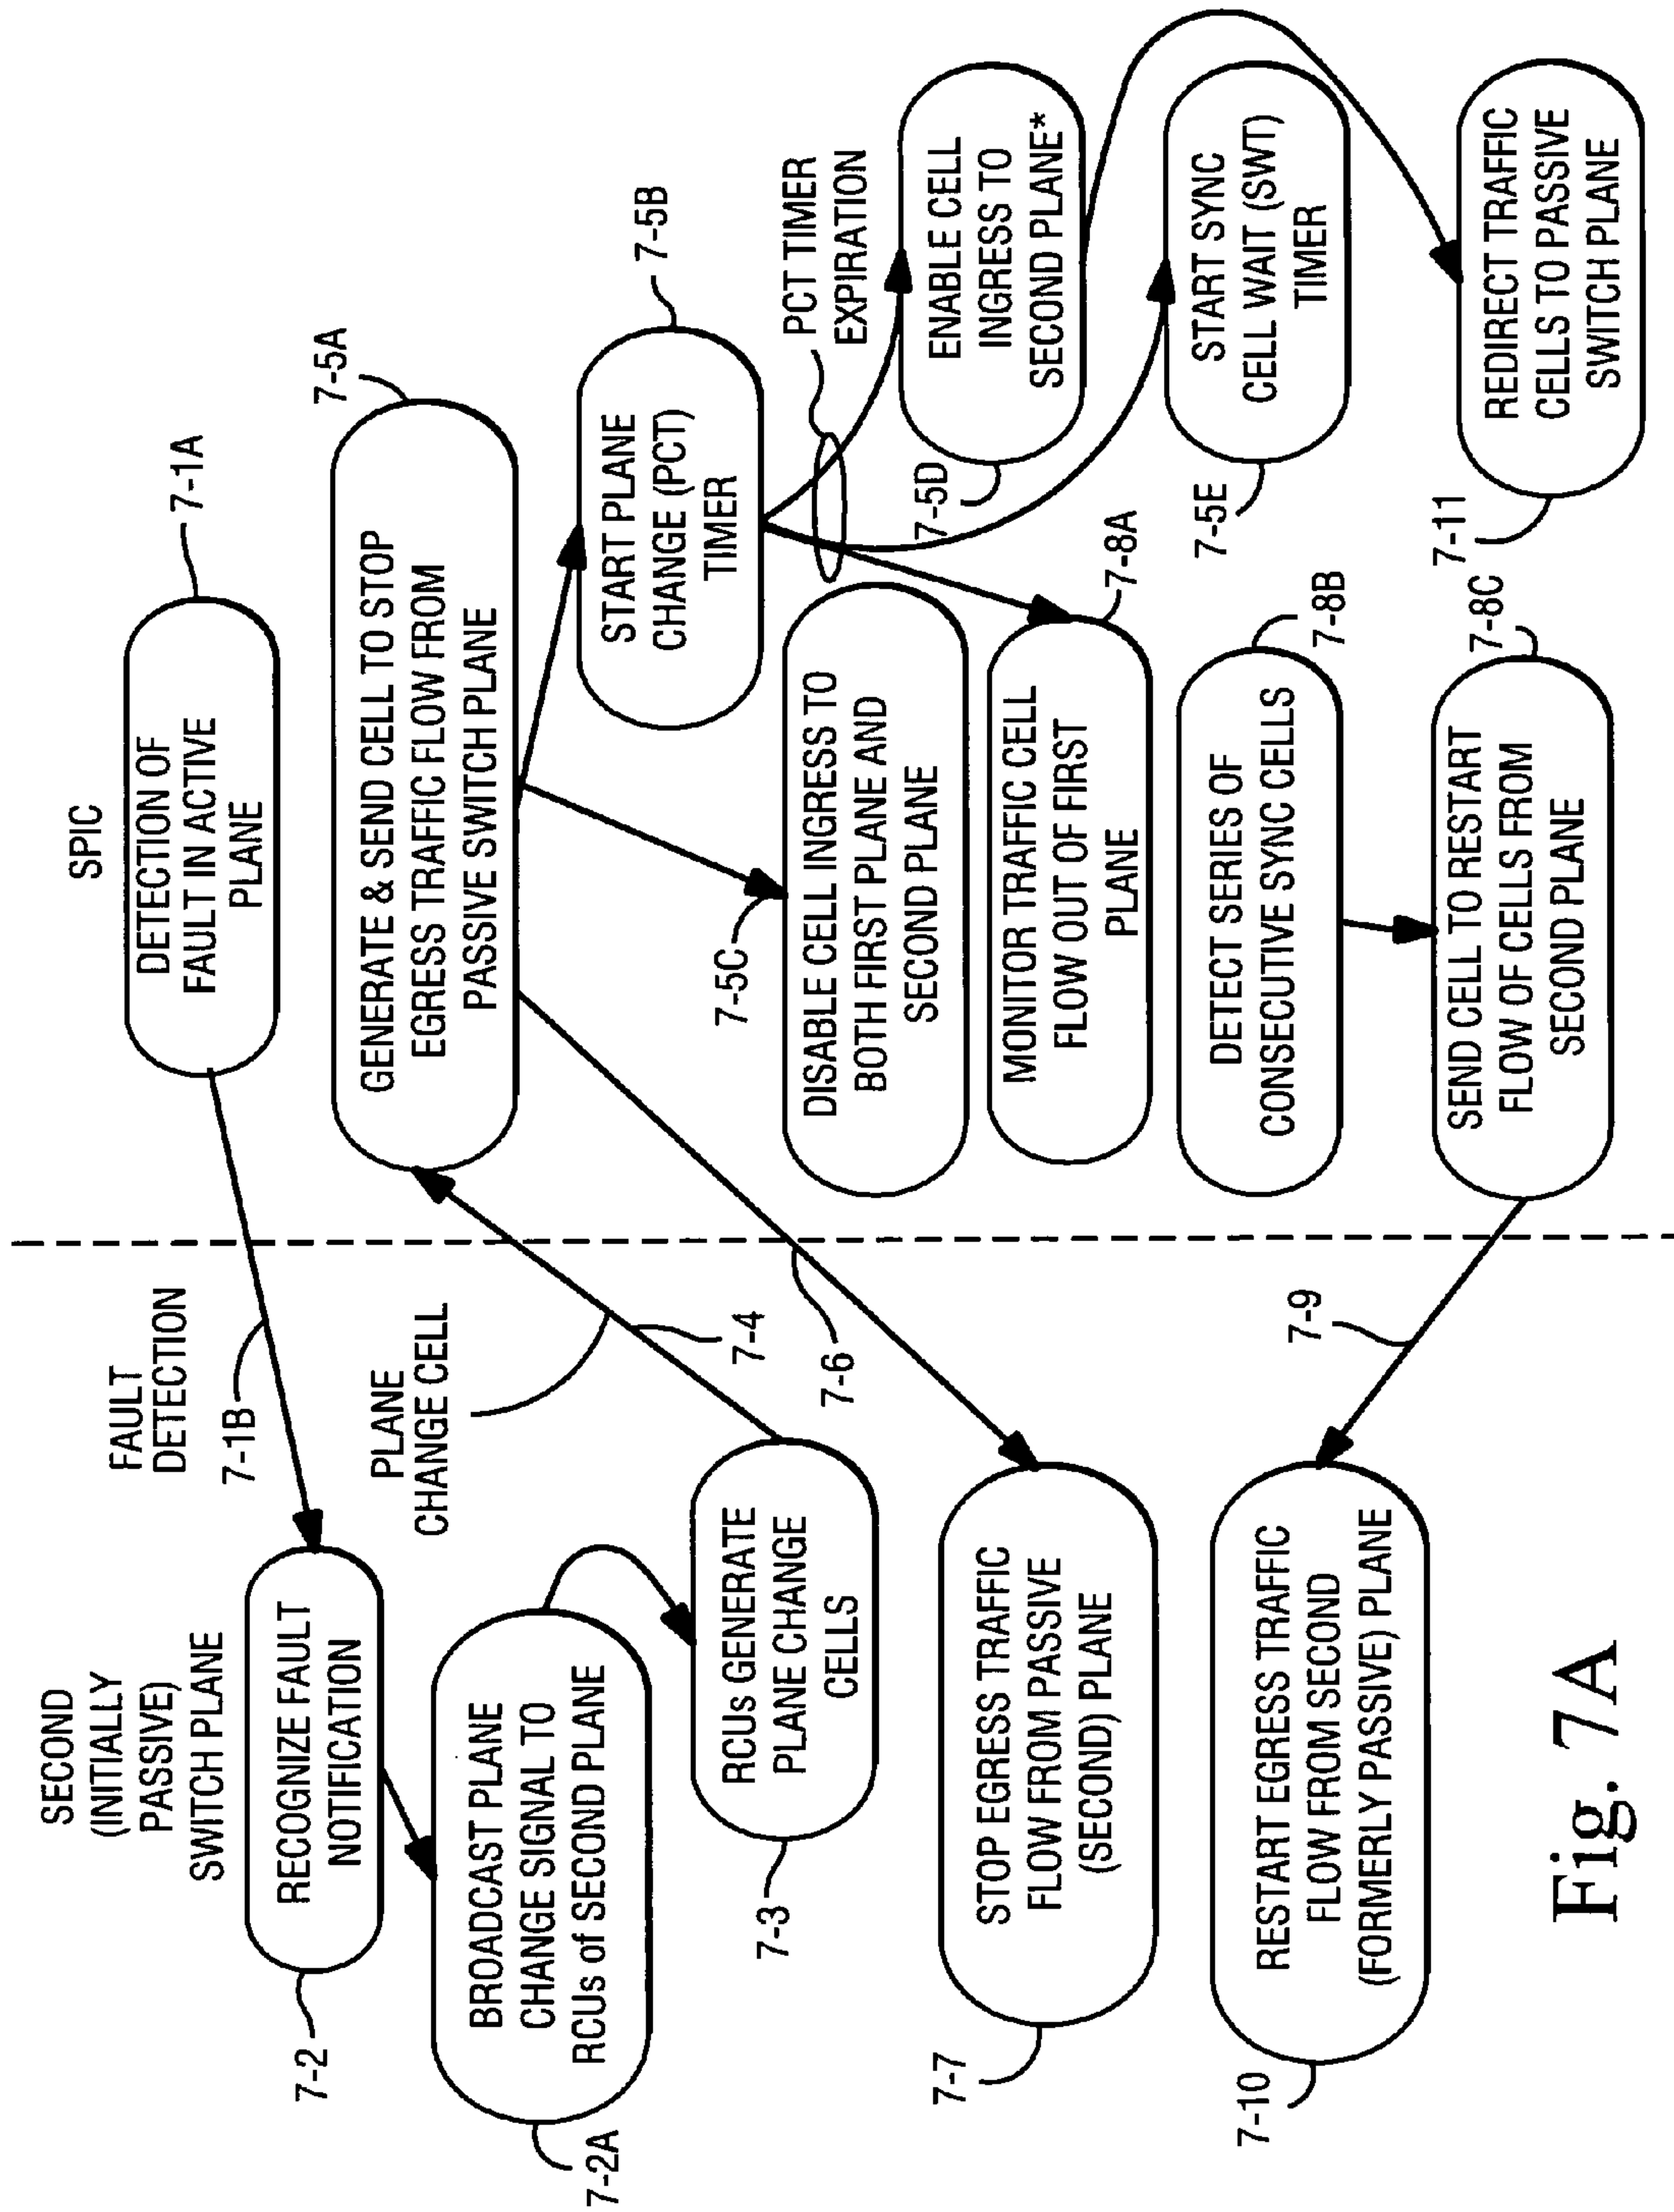 SECOND
(INITIALLY
PASSIVE)
SWITCH PLANE
FAULT
DETECTION
SPIC
7-1A
DETECTION OF
FAULT IN ACTIVE
PLANE
7-1B
7-2
RECOGNIZE FAULT
NOTIFICATION
PLANE
CHANGE CELL
7-4
7-2A
BROADCAST PLANE
CHANGE SIGNAL TO
RCUs of SECOND PLANE
7-3
RCUs GENERATE
PLANE CHANGE
CELLS
7-5A
GENERATE & SEND CELL TO STOP
EGRESS TRAFFIC FLOW FROM
PASSIVE SWITCH PLANE
7-5B
START PLANE
CHANGE (PCT)
TIMER
7-6
7-5C
DISABLE CELL INGRESS TO
BOTH FIRST PLANE AND
SECOND PLANE
PCT TIMER
EXPIRATION
7-5D
ENABLE CELL
INGRESS TO
SECOND PLANE*
7-7
STOP EGRESS TRAFFIC
FLOW FROM PASSIVE
(SECOND) PLANE
7-8A
MONITOR TRAFFIC CELL
FLOW OUT OF FIRST
PLANE
7-5E
START SYNC
CELL WAIT (SWT)
TIMER
7-8B
DETECT SERIES OF
CONSECUTIVE SYNC CELLS
7-9
7-10
RESTART EGRESS TRAFFIC
FLOW FROM SECOND
(FORMERLY PASSIVE) PLANE
7-8C
SEND CELL TO RESTART
FLOW OF CELLS FROM
SECOND PLANE
7-11
REDIRECT TRAFFIC
CELLS TO PASSIVE
SWITCH PLANE
Fig. 7A